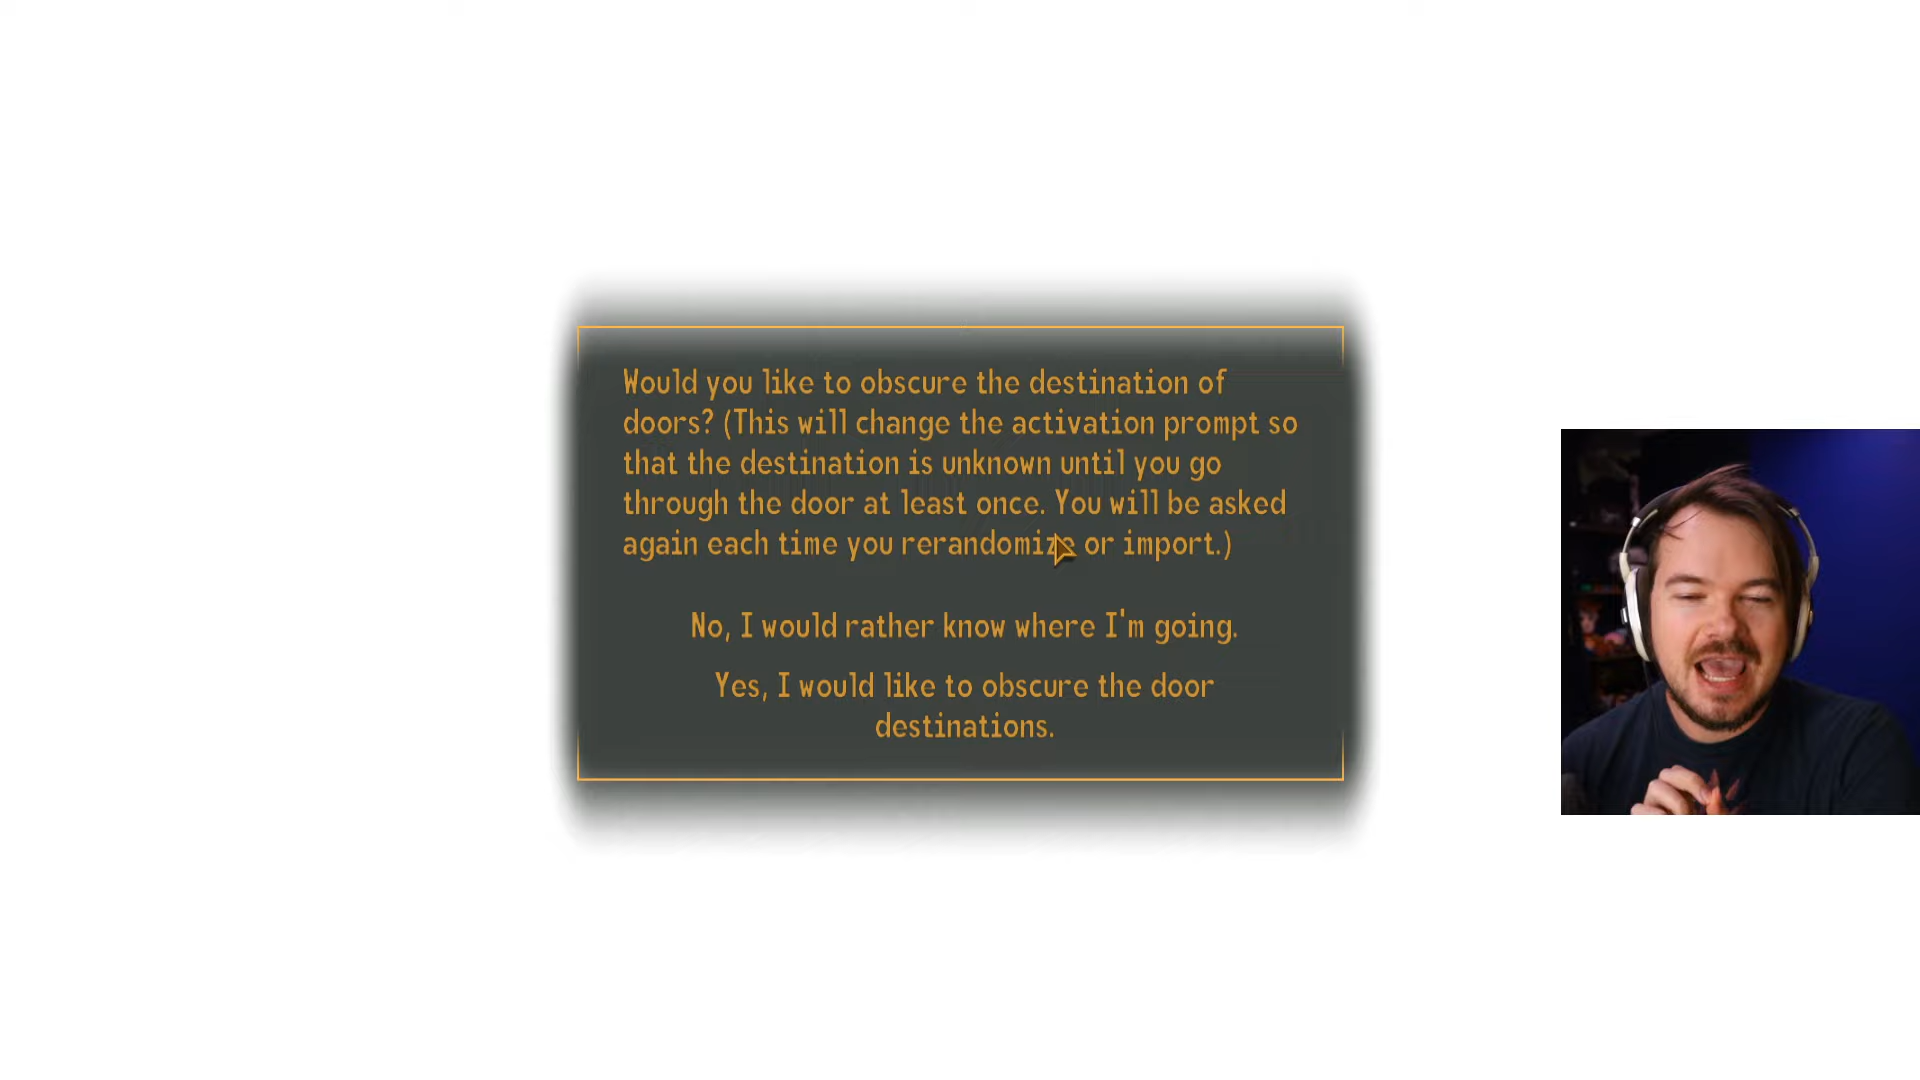 Would you like to obscure the destination of
doors? (This will change the activation prompt so
that the destination is unknown until you go
through the door at least once. You will be asked
again each time you rerandomize or import.)
No, I would rather know where I'm going.
Yes, I would like to obscure the door
destinations.